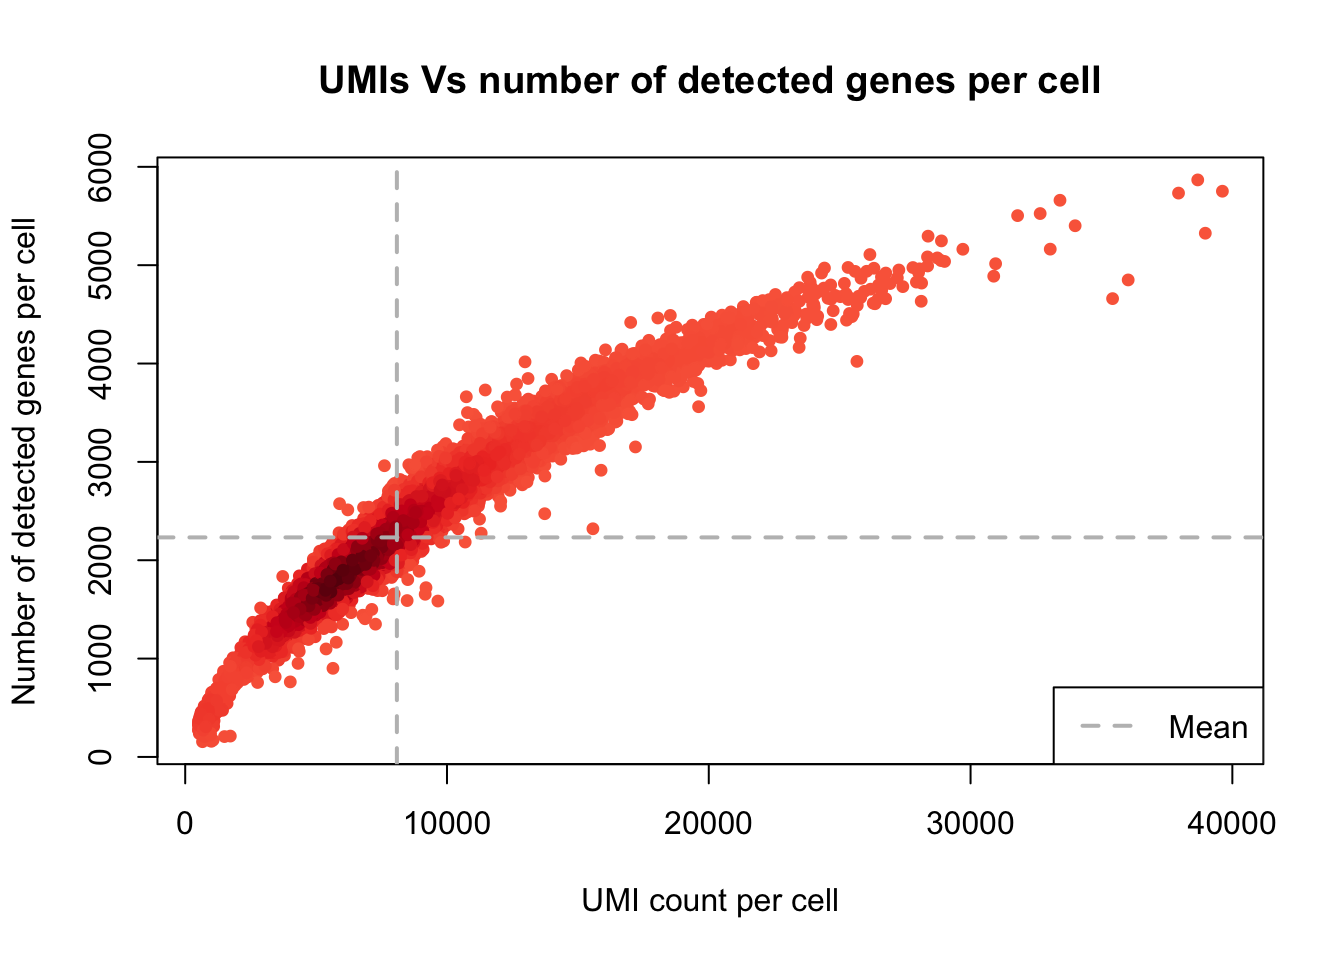 UMIs Vs number of detected genes per cell
Number of detected genes per cell
6000
5000
4000
3000
2000
1000
0
Mean
0 10000 20000 30000 40000
UMI count per cell